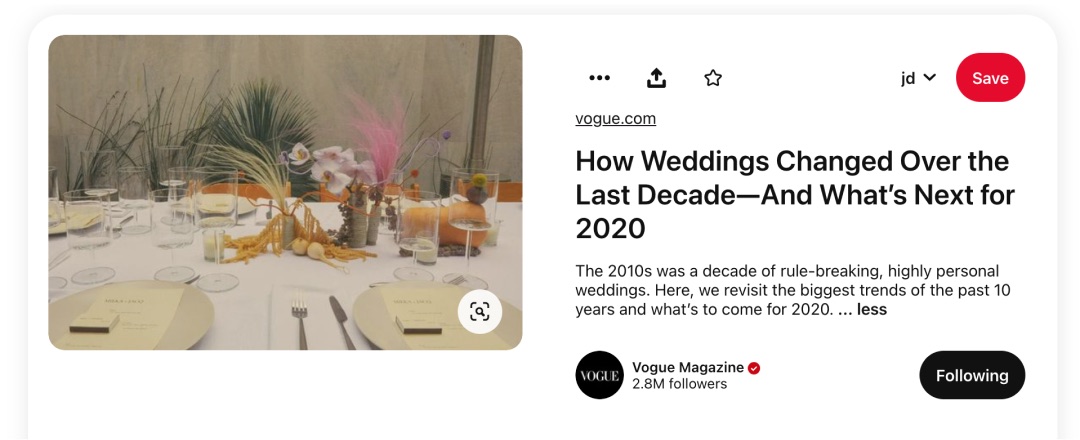 jd
Save
vogue.com
How Weddings Changed Over the
Last Decade—And What's Next for
2020
The 2010s was a decade of rule-breaking, highly personal
weddings. Here, we revisit the biggest trends of the past 10
years and what's to come for 2020. ... less
VOGUE
Vogue Magazine
2.8M followers
Following